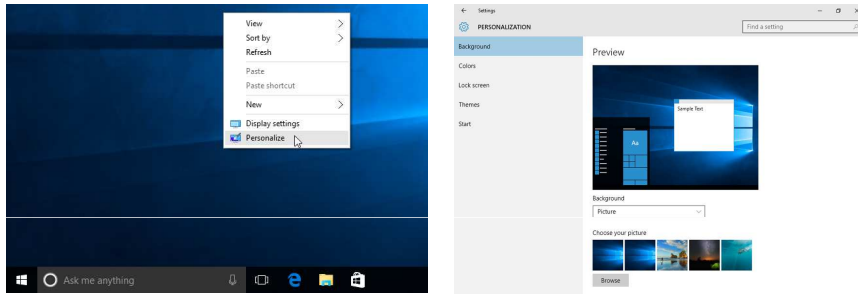 View
Sort by
Refresh
Paste
Paste shortcut
New
Display settings
Personalize
Ask me anything
Settings
PERSONALIZATION
Find a setting
Background
Colors
Lock screen
Themes
Start
Preview
Sample Text
Aa
Background
Picture
Choose your picture
Browse